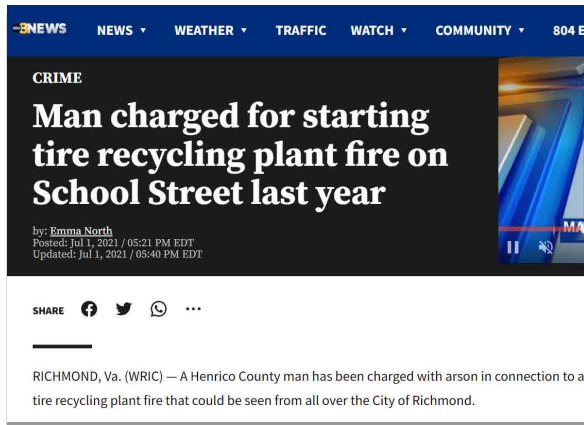 8NEWS NEWS WEATHER TRAFFIC WATCH COMMUNITY 804 E
CRIME
Man charged for starting
tire recycling plant fire on
School Street last year
by: Emma North
Posted: Jul 1, 2021 / 05:21 PM EDT
Updated: Jul 1, 2021 / 05:40 PM EDT
MA
SHARE
RICHMOND, Va. (WRIC) — A Henrico County man has been charged with arson in connection to a
tire recycling plant fire that could be seen from all over the City of Richmond.